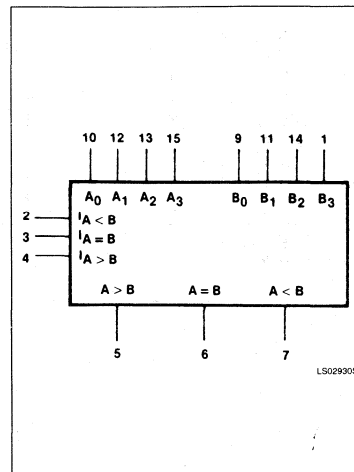 10 12 13 15 9 11 14 1
A0 A1 A2 A3 B0 B1 B2 B3
2 IA < B
3 IA = B
4 IA > B
A > B A = B A < B
5 6 7
LS02930S